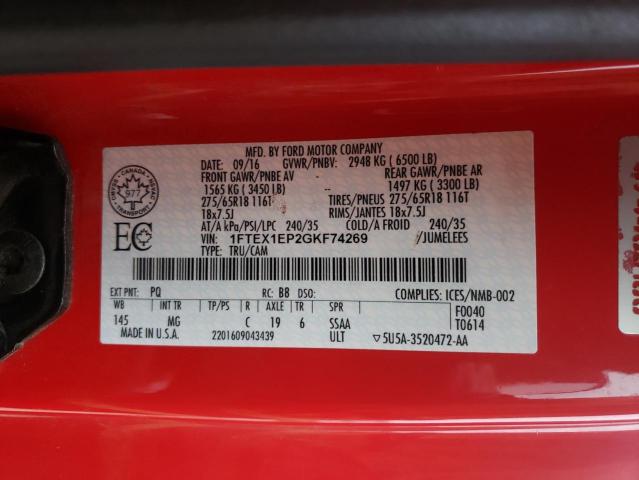 MFD. BY FORD MOTOR COMPANY
DATE: 09/16 GVWR/PNBV: 2948 KG ( 6500 LB)
FRONT GAWR/PNBE AV REAR GAWR/PNBE AR
1565 KG ( 3450 LB) 1497 KG ( 3300 LB)
275/65R18 116T TIRES/PNEUS 275/65R18 116T
18x7.5J RIMS/JANTES 18x7.5J
AT/A kPa/PSI/LPC 240/35 COLD/A FROID 240/35
VIN: 1FTEX1EP2GKF74269 /JUMELEES
TYPE: TRU/CAM
CANADA
977
TRANSPORT
EC
EXT PNT: PQ RC: B8 DSO: COMPLIES: ICES/NMB-002
WB INT TR TP/PS R AXLE TR SPR F0040
145 MG C 19 6 SSAA T0614
MADE IN U.S.A. 2201609043439 ULT ▽5U5A-3520472-AA